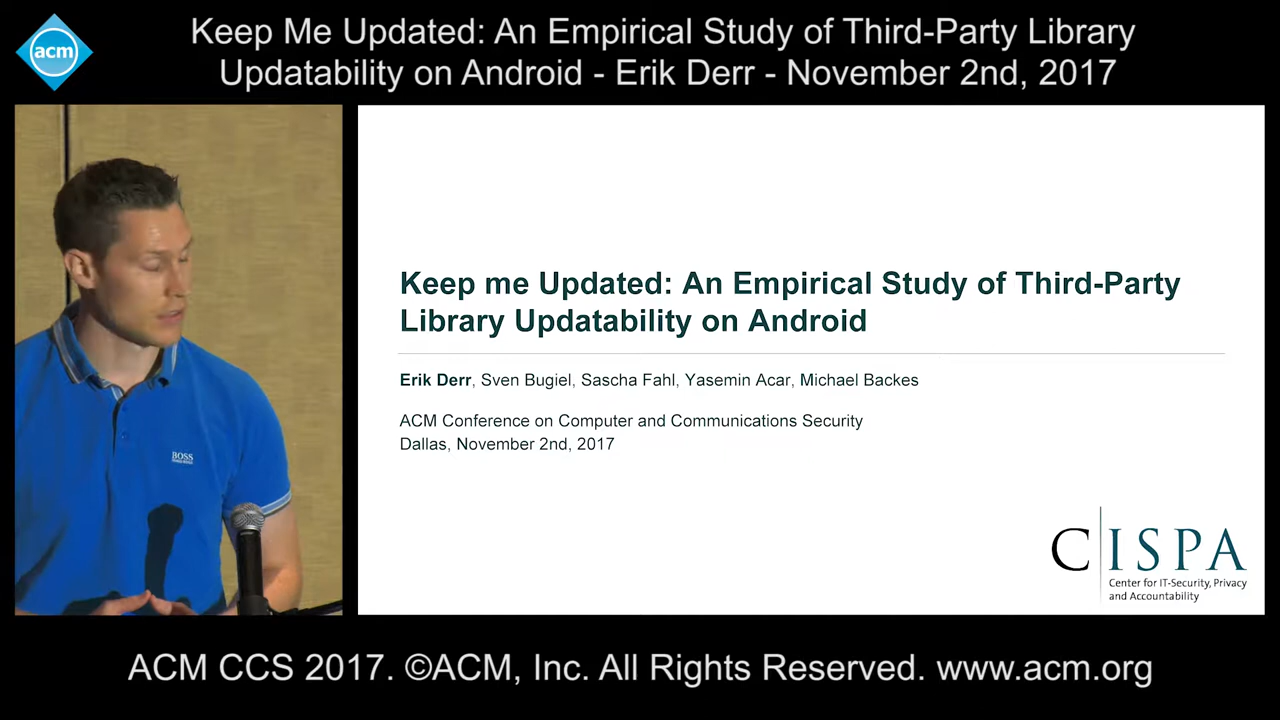 acm
Keep Me Updated: An Empirical Study of Third-Party Library
Updatability on Android - Erik Derr - November 2nd, 2017
Keep me Updated: An Empirical Study of Third-Party
Library Updatability on Android
Erik Derr, Sven Bugiel, Sascha Fahl, Yasemin Acar, Michael Backes
ACM Conference on Computer and Communications Security
Dallas, November 2nd, 2017
BOSS
CISPA
Center for IT-Security, Privacy
and Accountability
ACM CCS 2017. ©ACM, Inc. All Rights Reserved. www.acm.org